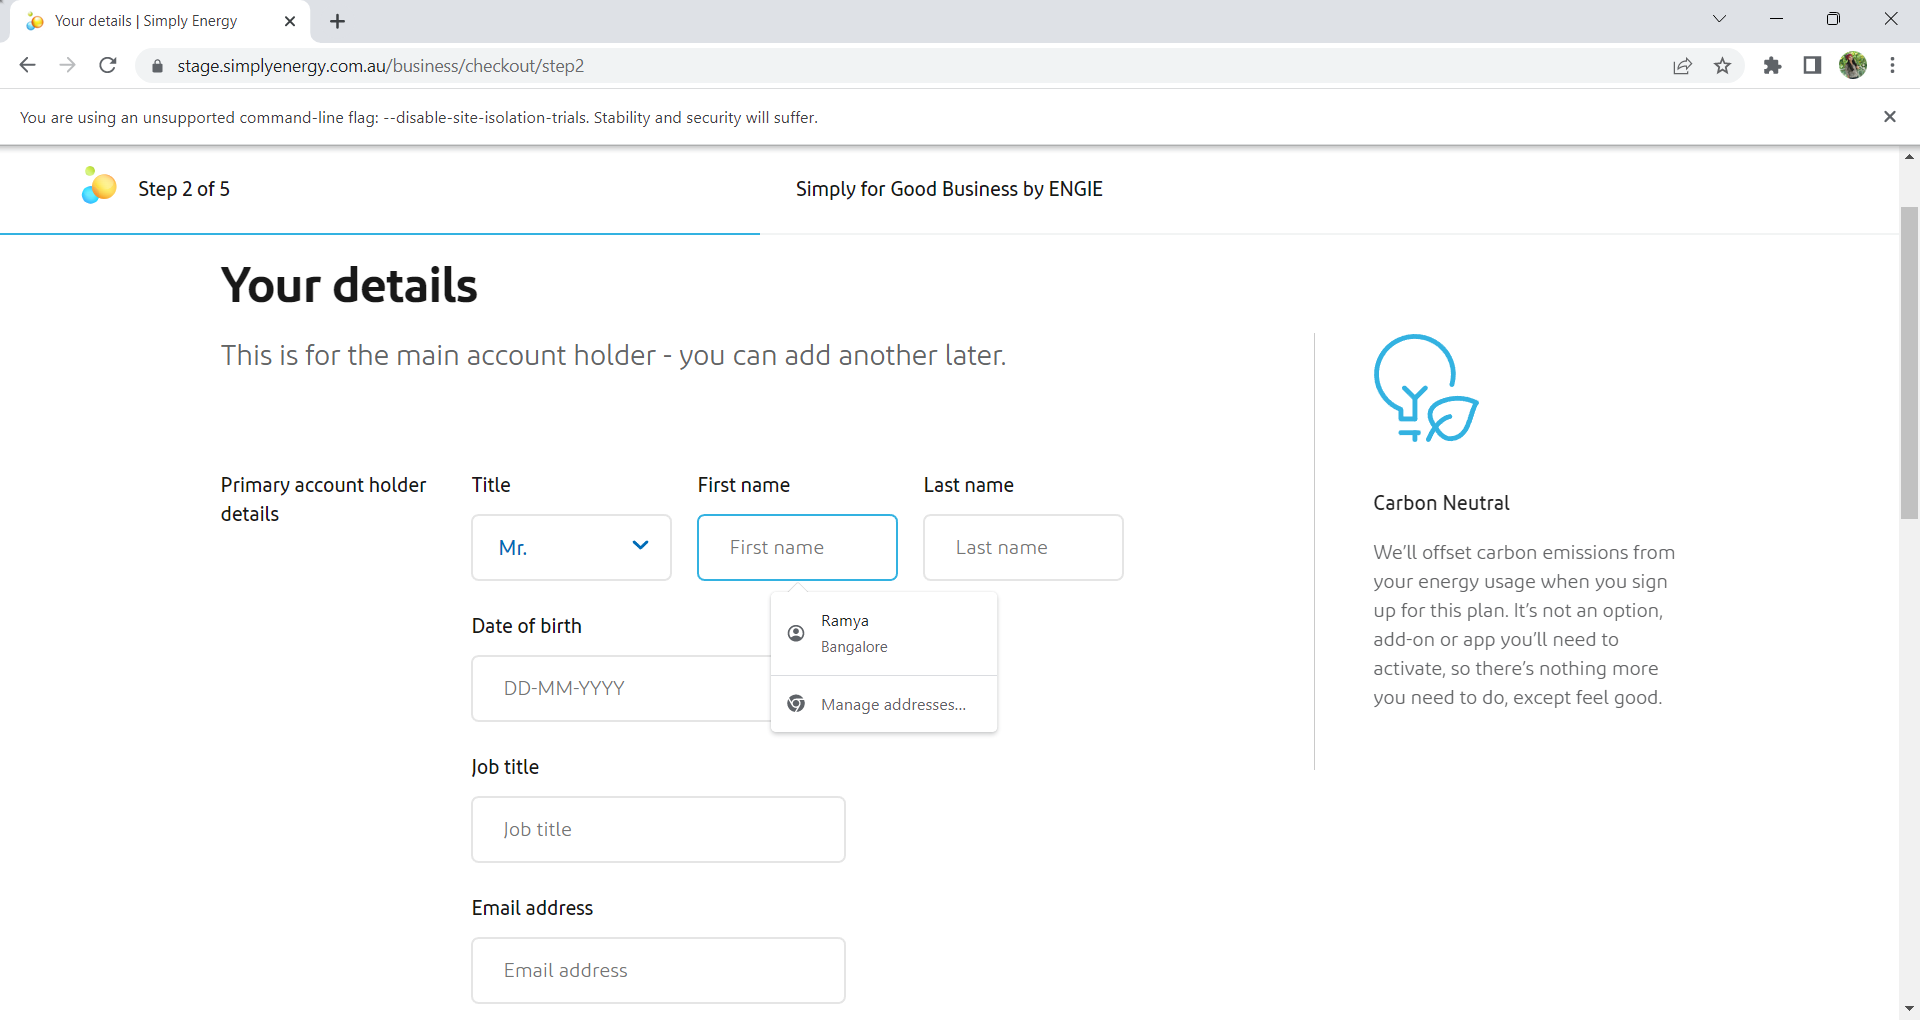 Your details | Simply Energy
stage.simplyenergy.com.au/business/checkout/step2
You are using an unsupported command-line flag: --disable-site-isolation-trials. Stability and security will suffer.
Step 2 of 5
Simply for Good Business by ENGIE
Your details
This is for the main account holder - you can add another later.
Primary account holder
details
Title
First name
Last name
Mr.
First name
Last name
Ramya
Bangalore
Manage addresses...
Date of birth
DD-MM-YYYY
Job title
Job title
Email address
Email address
Carbon Neutral
We’ll offset carbon emissions from
your energy usage when you sign
up for this plan. It’s not an option,
add-on or app you’ll need to
activate, so there’s nothing more
you need to do, except feel good.